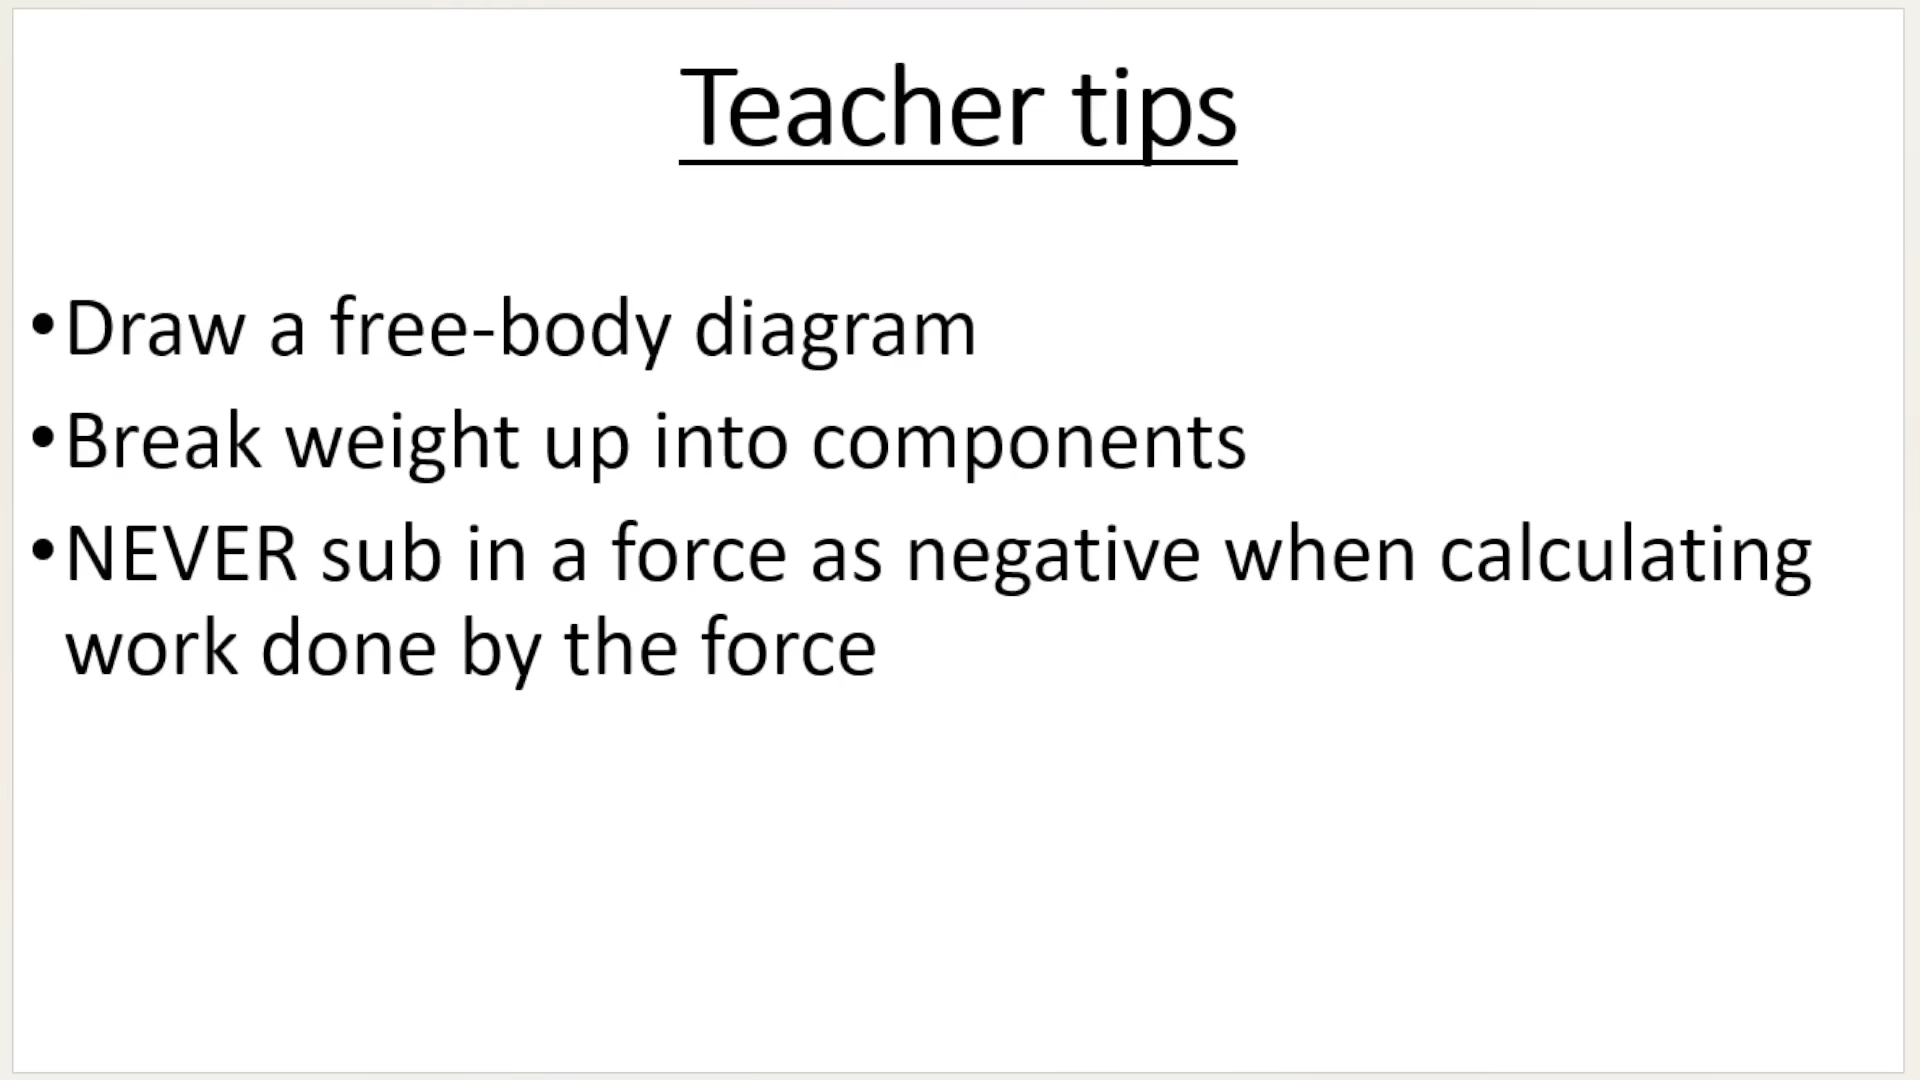 Teacher tips
•Draw a free-body diagram
•Break weight up into components
•NEVER sub in a force as negative when calculating
work done by the force